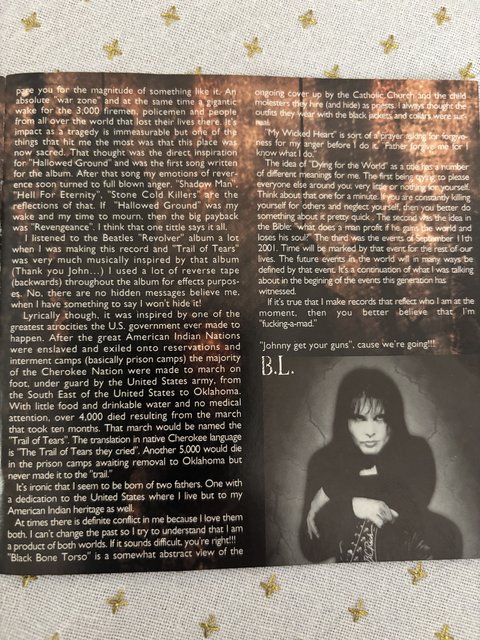 pare you for the magnitude of something like it. An
absolute "war zone" and at the same time a gigantic
wake for the 3,000 firemen, policemen and people
from all over the world that lost their lives there. It's
impact as a tragedy is immeasurable but one of the
things that hit me the most was that this place was
now sacred. That thought was the direct inspiration
for "Hallowed Ground" and was the first song written
for the album. After that song my emotions of rever-
ence soon turned to full blown anger. "Shadow Man",
"Hell For Eternity", "Stone Cold Killers" are the
reflections of that. If "Hallowed Ground" was my
wake and my time to mourn, then the big payback
was "Revengeance". I think that one tittle says it all.
I listened to the Beatles "Revolver" album a lot
when I was making this record and "Trail of Tears"
was very much musically inspired by that album
(Thank you John...) I used a lot of reverse tape
(backwards) throughout the album for effects purpos-
es. No, there are no hidden messages believe me,
when I have something to say I won't hide it!
Lyrically though, it was inspired by one of the
greatest atrocities the U.S. government ever made to
happen. After the great American Indian Nations
were enslaved and exiled onto reservations and
interment camps (basically prison camps) the majority
of the Cherokee Nation were made to march on
foot, under guard by the United States army, from
the South East of the United States to Oklahoma.
With little food and drinkable water and no medical
attention, over 4,000 died resulting from the march
that took ten months. That march would be named the
"Trail of Tears". The translation in native Cherokee language
is "The Trail of Tears they cried". Another 5,000 would die
in the prison camps awaiting removal to Oklahoma but
never made it to the "trail."
It's ironic that I seem to be born of two fathers. One with
a dedication to the United States where I live but to my
American Indian heritage as well.
At times there is definite conflict in me because I love them
both. I can't change the past so I try to understand that I am
a product of both worlds. If it sounds difficult, you're right!!!
"Black Bone Torso" is a somewhat abstract view of the
ongoing cover up by the Catholic Church and the child
molesters they hire (and hide) as priests. I always thought the
outfits they wear with the black jackets and collars were sur-
real.
"My Wicked Heart" is sort of a prayer asking for forgive-
ness for my anger before I do it. "Father forgive me for I
know what I do."
The idea of "Dying for the World" as a title has a number
of different meanings for me. The first being, trying to please
everyone else around you, very little or nothing for yourself.
Think about that one for a minute. If you are constantly killing
yourself for others and neglect yourself, then you better do
something about it pretty quick. The second was the idea in
the Bible: "what does a man profit if he gains the world and
loses his soul?" The third was the events of September 11th
2001. Time will be marked by that event for the rest of our
lives. The future events in the world will in many ways be
defined by that event. It's a continuation of what I was talking
about in the begining of the events this generation has
witnessed.
If it's true that I make records that reflect who I am at the
moment, then you better believe that I'm
"fucking-a-mad."
"Johnny get your guns", cause we're going!!!
B.L.